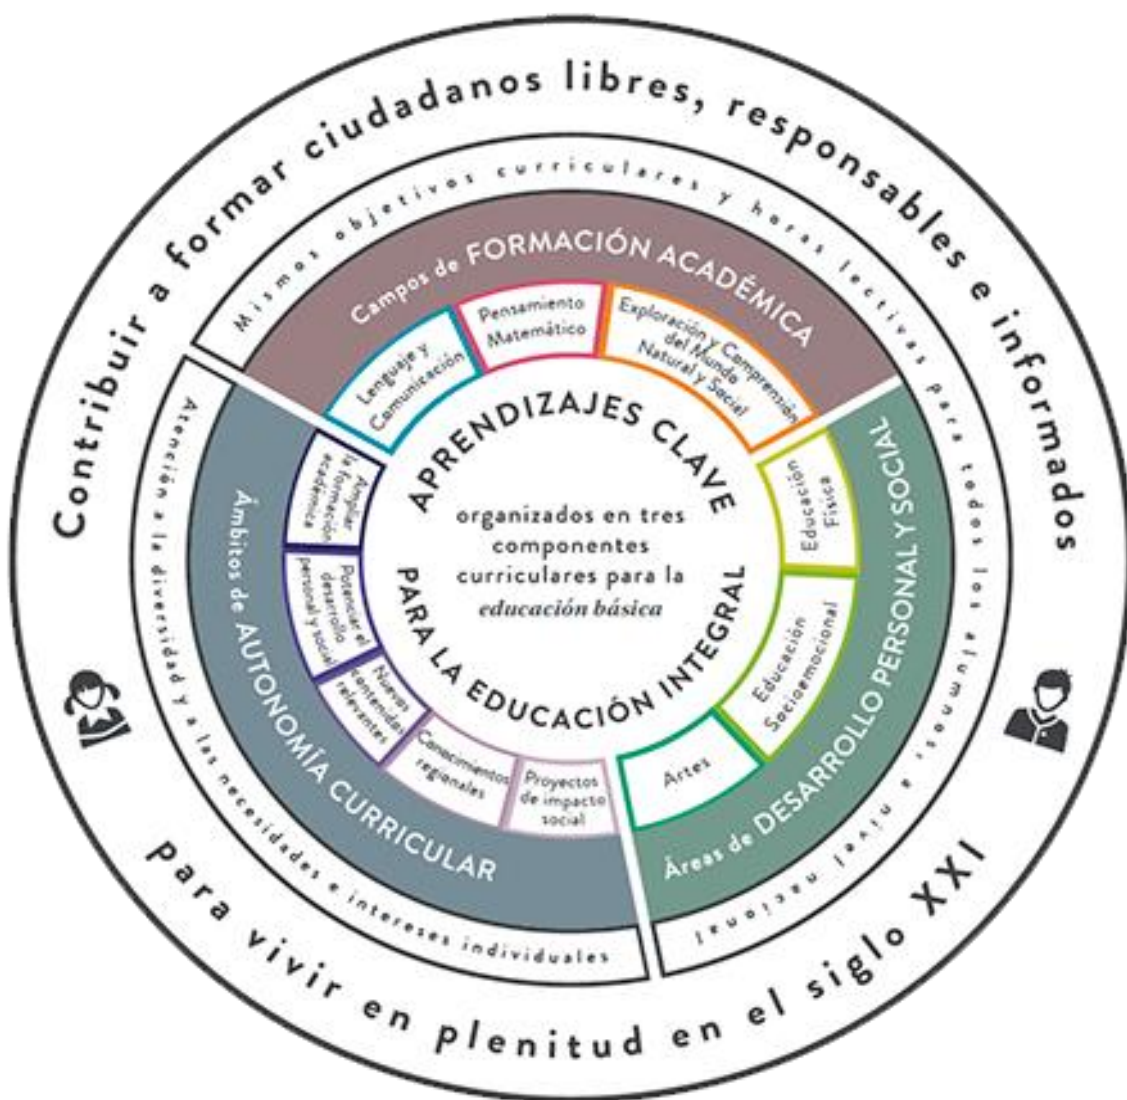 Contribuir a formar ciudadanos libres, responsables e informados
para vivir en plenitud en el siglo XXI
Mismos objetivos curriculares y horas lectivas para todos los alumnos, a nivel nacional
Atención a la diversidad y a las necesidades e intereses individuales
Campos de FORMACIÓN ACADÉMICA
Lenguaje y
Comunicación
Pensamiento
Matemático
Exploración y Comprensión
del Mundo
Natural y Social
Áreas de DESARROLLO PERSONAL Y SOCIAL
Educación
Física
Educación
Socioemocional
Artes
Ámbitos de AUTONOMÍA CURRICULAR
Ampliar
la formación
académica
Potenciar el
desarrollo
personal y social
Nuevos
contenidos
relevantes
Conocimientos
regionales
Proyectos
de impacto
social
APRENDIZAJES CLAVE
organizados en tres
componentes
curriculares para la
educación básica
PARA LA EDUCACIÓN INTEGRAL